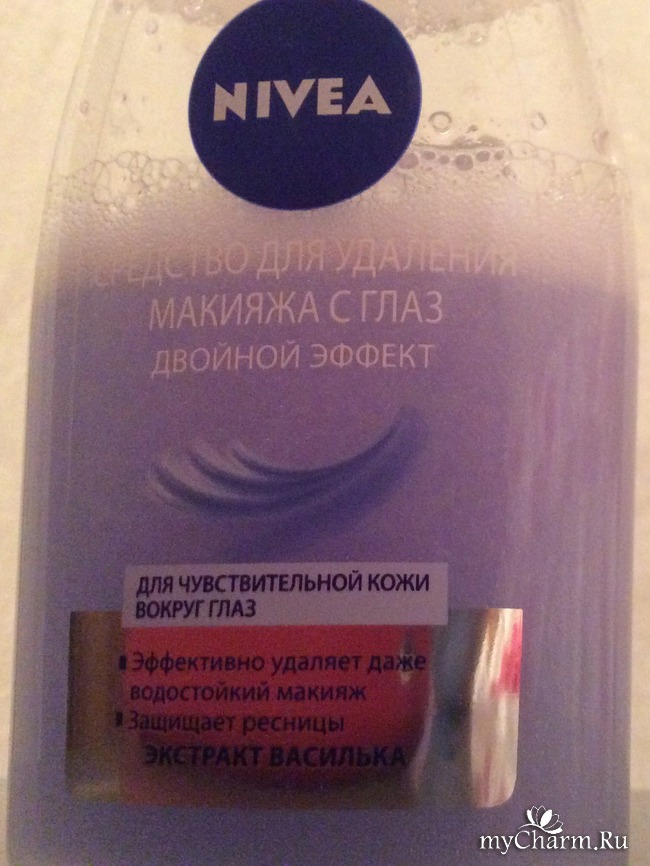 NIVEA
СРЕДСТВО ДЛЯ УДАЛЕНИЯ
МАКИЯЖА С ГЛАЗ
ДВОЙНОЙ ЭФФЕКТ
ДЛЯ ЧУВСТВИТЕЛЬНОЙ КОЖИ
ВОКРУГ ГЛАЗ
Эффективно удаляет даже
водостойкий макияж
Защищает ресницы
ЭКСТРАКТ ВАСИЛЬКА
myCharm.Ru